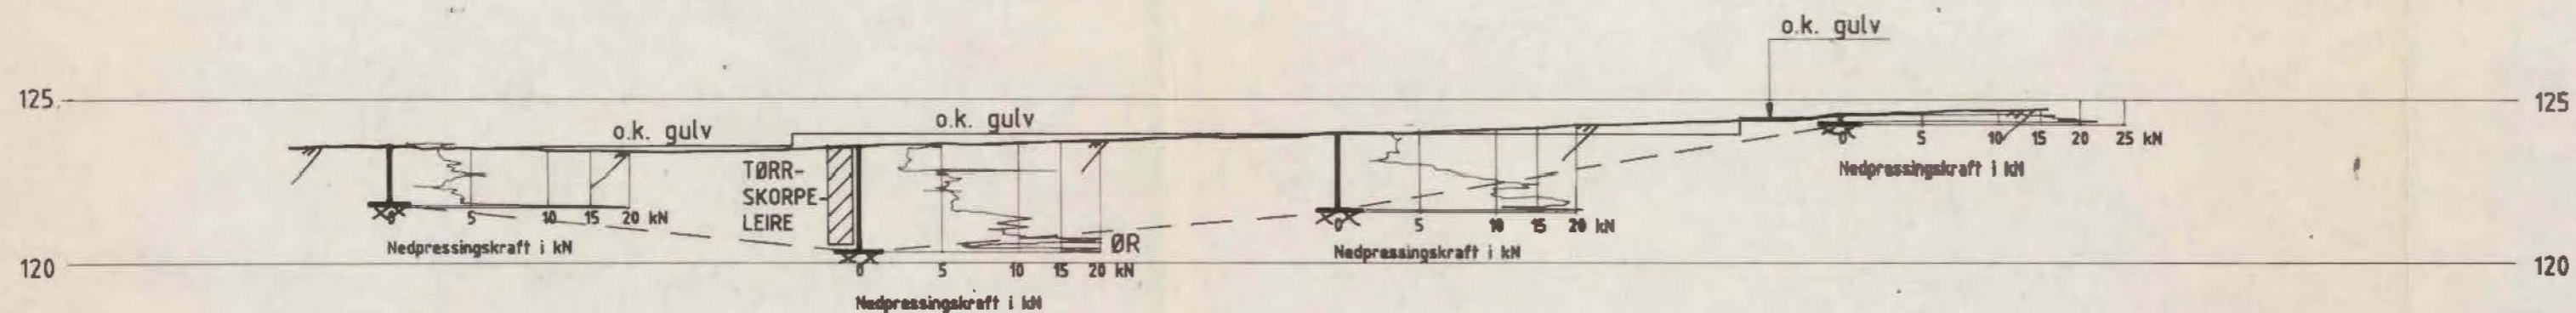 o.k. gulv
125
125
o.k. gulv
o.k. gulv
TØRR-
SKORPE-
LEIRE
0 5 10 15 20 25 kN
Nedpressingskraft i kN
0 5 10 15 20 kN
Nedpressingskraft i kN
0 5 10 15 20 kN
Nedpressingskraft i kN
ØR
120
120
0 5 10 15 20 kN
Nedpressingskraft i kN